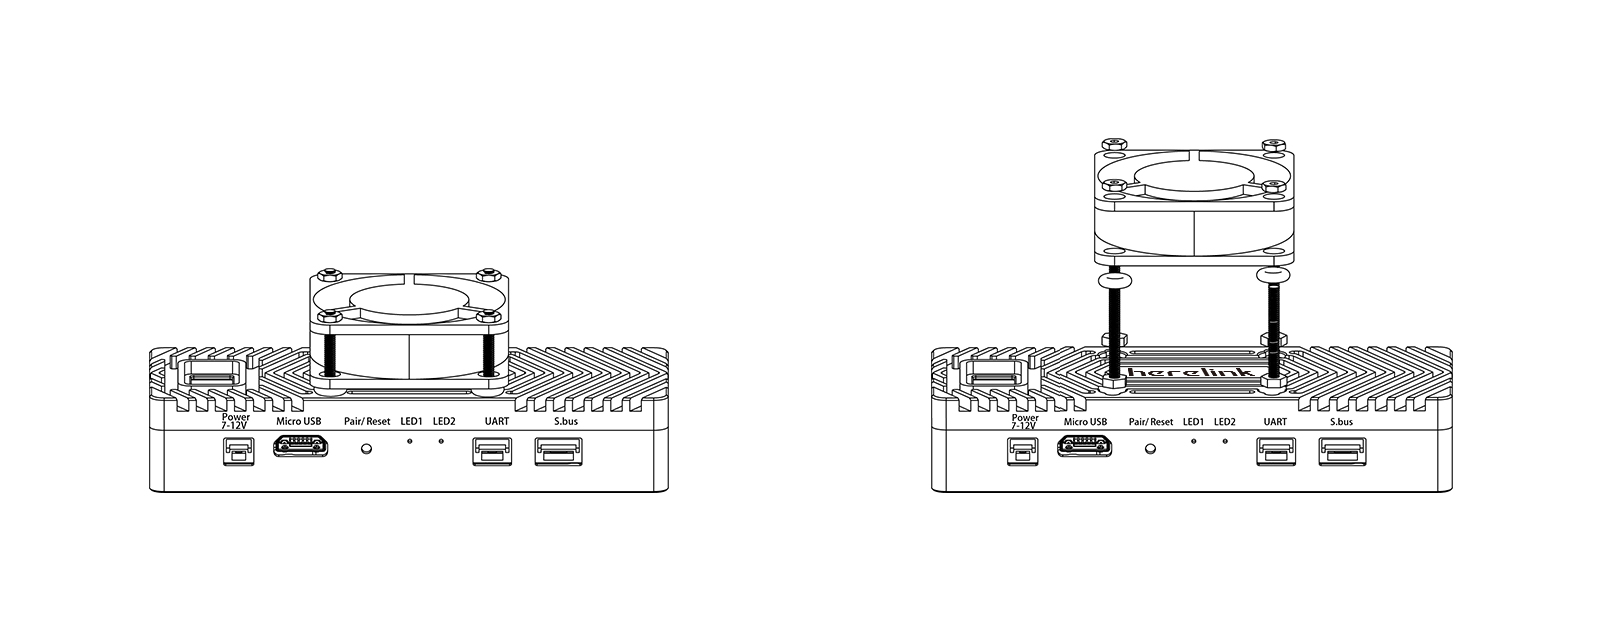 Power
7-12V
Micro USB
Pair/ Reset
LED1
LED2
UART
S.bus
herelink
Power
7-12V
Micro USB
Pair/ Reset
LED1
LED2
UART
S.bus